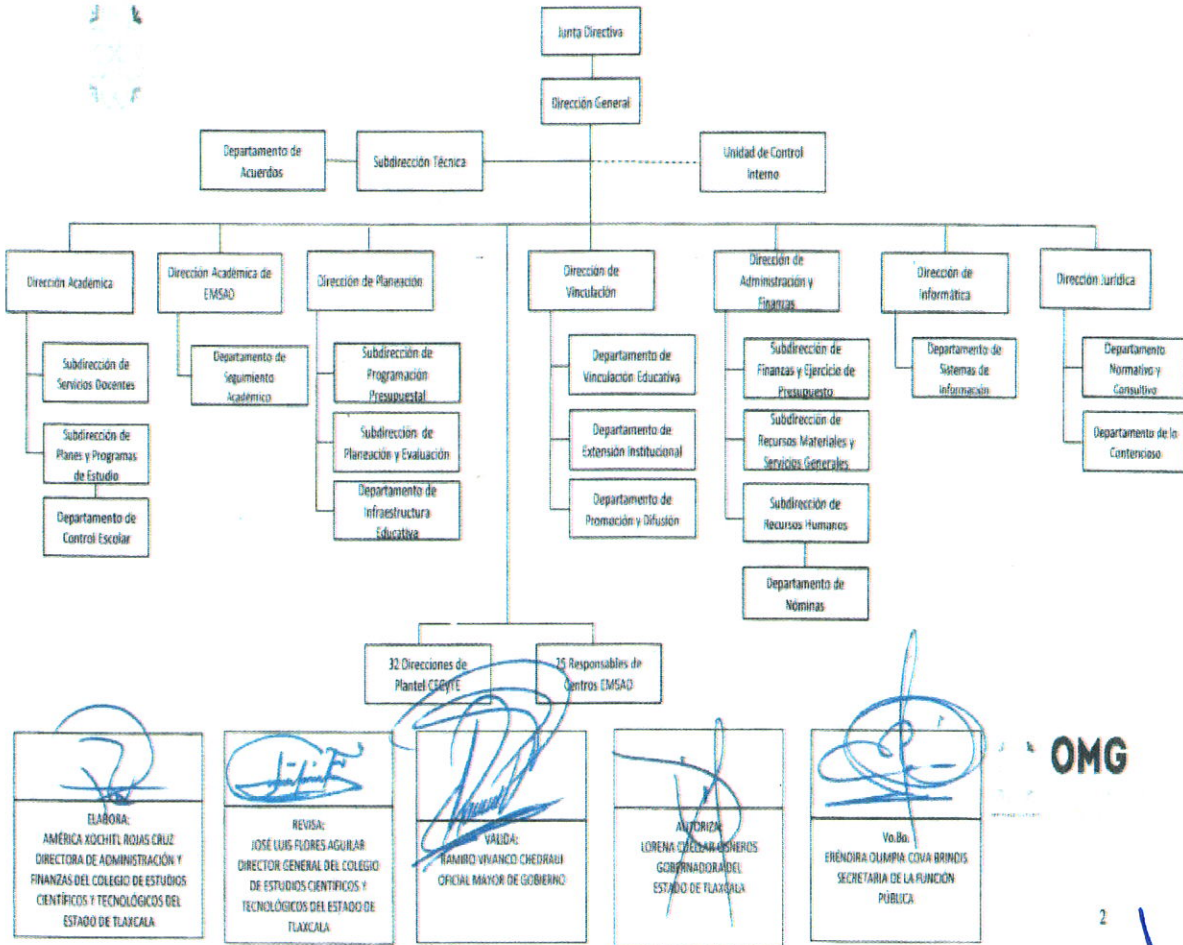 Junta Directiva
Dirección General
Departamento de
Acuerdos
Subdirección Técnica
Unidad de Control
Interno
Dirección Académica
Dirección Académica de
EMSAD
Dirección de Planeación
Dirección de
Vinculación
Dirección de
Administración y
Finanzas
Dirección de
Informática
Dirección Jurídica
Subdirección de
Servicios Docentes
Subdirección de
Planes y Programas
de Estudio
Departamento de
Control Escolar
Departamento de
Seguimiento
Académico
Subdirección de
Programación
Presupuestal
Subdirección de
Planeación y Evaluación
Departamento de
Infraestructura
Educativa
Departamento de
Vinculación Educativa
Departamento de
Extensión Institucional
Departamento de
Promoción y Difusión
Subdirección de
Finanzas y Ejercicio de
Presupuesto
Subdirección de
Recursos Materiales y
Servicios Generales
Subdirección de
Recursos Humanos
Departamento de
Nóminas
Departamento de
Sistemas de
Información
Departamento
Normativo y
Consultivo
Departamento de lo
Contencioso
32 Direcciones de
Plantel CECyTE
25 Responsables de
Centros EMSAD
ELABORA:
AMÉRICA XOCHITL ROJAS CRUZ
DIRECTORA DE ADMINISTRACIÓN Y
FINANZAS DEL COLEGIO DE ESTUDIOS
CIENTÍFICOS Y TECNOLÓGICOS DEL
ESTADO DE TLAXCALA
REVISA:
JOSÉ LUIS FLORES AGUILAR
DIRECTOR GENERAL DEL COLEGIO
DE ESTUDIOS CIENTIFICOS Y
TECNOLÓGICOS DEL ESTADO DE
TLAXCALA
VALIDA:
RAMIRO VIVANCO CHEDRAUI
OFICIAL MAYOR DE GOBIERNO
AUTORIZA:
LORENA CUELLAR CISNEROS
GOBERNADORA DEL
ESTADO DE TLAXCALA
Vo.Bo.
ERÉNDIRA OLIMPIA COVA BRINDIS
SECRETARIA DE LA FUNCIÓN
PÚBLICA
OMG
2